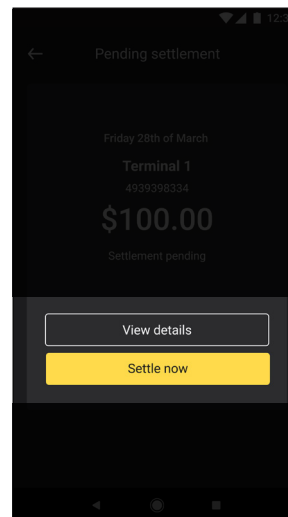 12:3
Pending settlement
Friday 28th of March
Terminal 1
4939398334
$100.00
Settlement pending
View details
Settle now